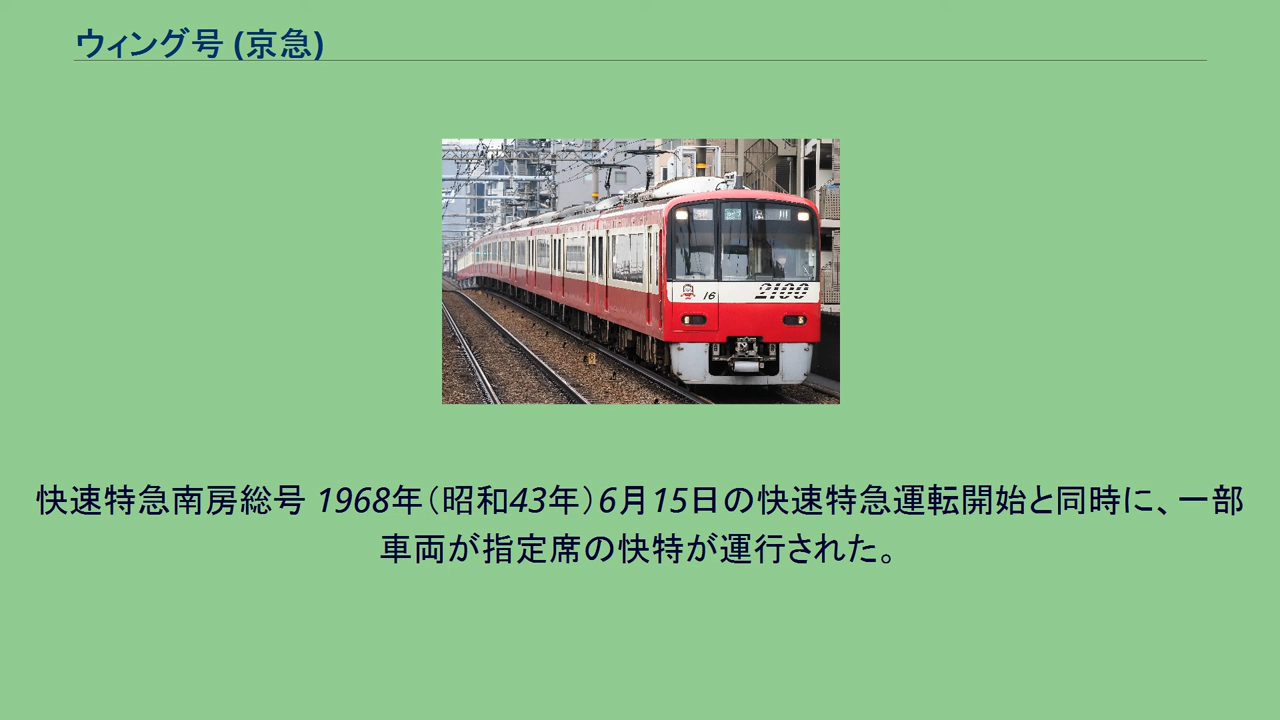 ウィング号 (京急)
品川
16
2100
快速特急南房総号 1968年（昭和43年）6月15日の快速特急運転開始と同時に、一部
車両が指定席の快特が運行された。